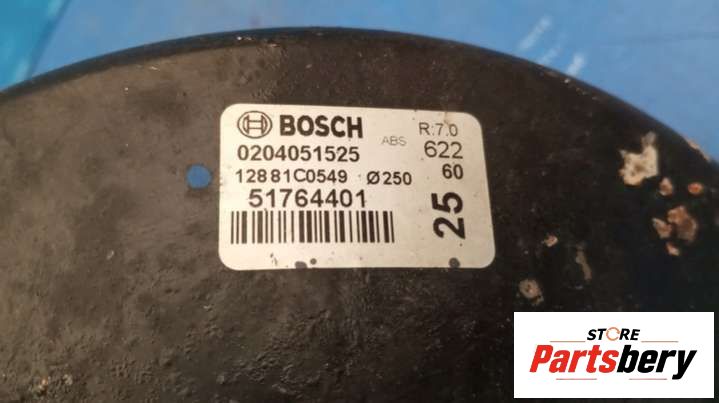 BOSCH
ABS
R:7.0
0204051525
622
12881C0549 Ø250
60
51764401
25
STORE
Partsbery